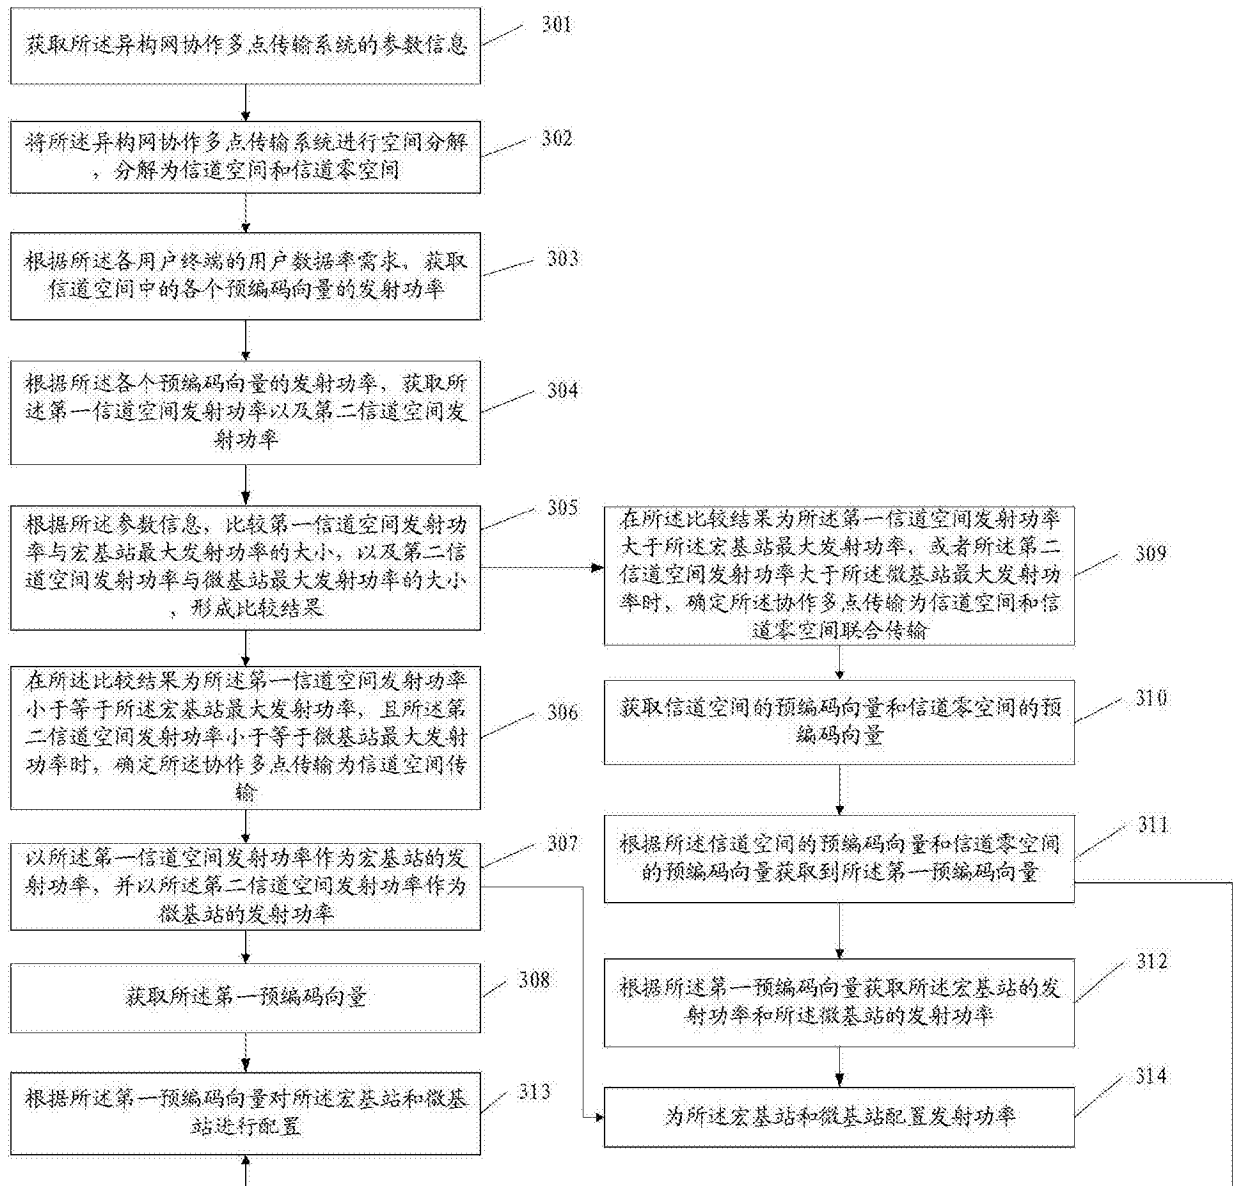 获取所述异构网协作多点传输系统的参数信息
301
将所述异构网协作多点传输系统进行空间分解
、分解为信道空间和信道零空间
302
根据所述各用户终端的用户数据率需求，获取
信道空间中的各个预编码向量的发射功率
303
根据所述各个预编码向量的发射功率、获取所
述第一信道空间发射功率以及第二信道空间发
射功率
304
根据所述参数信息，比较第一信道空间发射功
率与宏基站最大发射功率的大小，以及第二信
道空间发射功率与微基站最大发射功率的大小
、形成比较结果
305
在所述比较结果为所述第一信道空间发射功率
小于等于所述宏基站最大发射功率，且所述第
二信道空间发射功率小于等于微基站最大发射
功率时，确定所述协作多点传输为信道空间传
输
306
以所述第一信道空间发射功率作为宏基站的发
射功率、并以所述第二信道空间发射功率作为
微基站的发射功率
307
获取所述第一预编码向量
308
根据所述第一预编码向量对所述宏基站和微基
站进行配置
313
在所述比较结果为所述第一信道空间发射功率
大于所述宏基站最大发射功率，或者所述第二
信道空间发射功率大于所述微基站最大发射功
率时、确定所述协作多点传输为信道空间和信
道零空间联合传输
309
获取信道空间的预编码向量和信道零空间的预
编码向量
310
根据所述信道空间的预编码向量和信道零空间
的预编码向量获取到所述第一预编码向量
311
根据所述第一预编码向量获取所述宏基站的发
射功率和所述微基站的发射功率
312
为所述宏基站和微基站配置发射功率
314